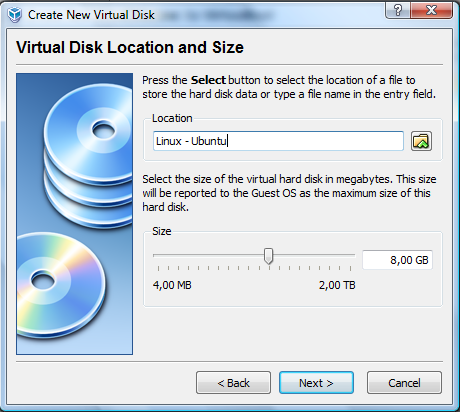 Create New Virtual Disk
Virtual Disk Location and Size
Press the Select button to select the location of a file to
store the hard disk data or type a file name in the entry field.
Location
Linux - Ubuntu
Select the size of the virtual hard disk in megabytes. This size
will be reported to the Guest OS as the maximum size of this
hard disk.
Size
8,00 GB
4,00 MB 2,00 TB
< Back Next > Cancel